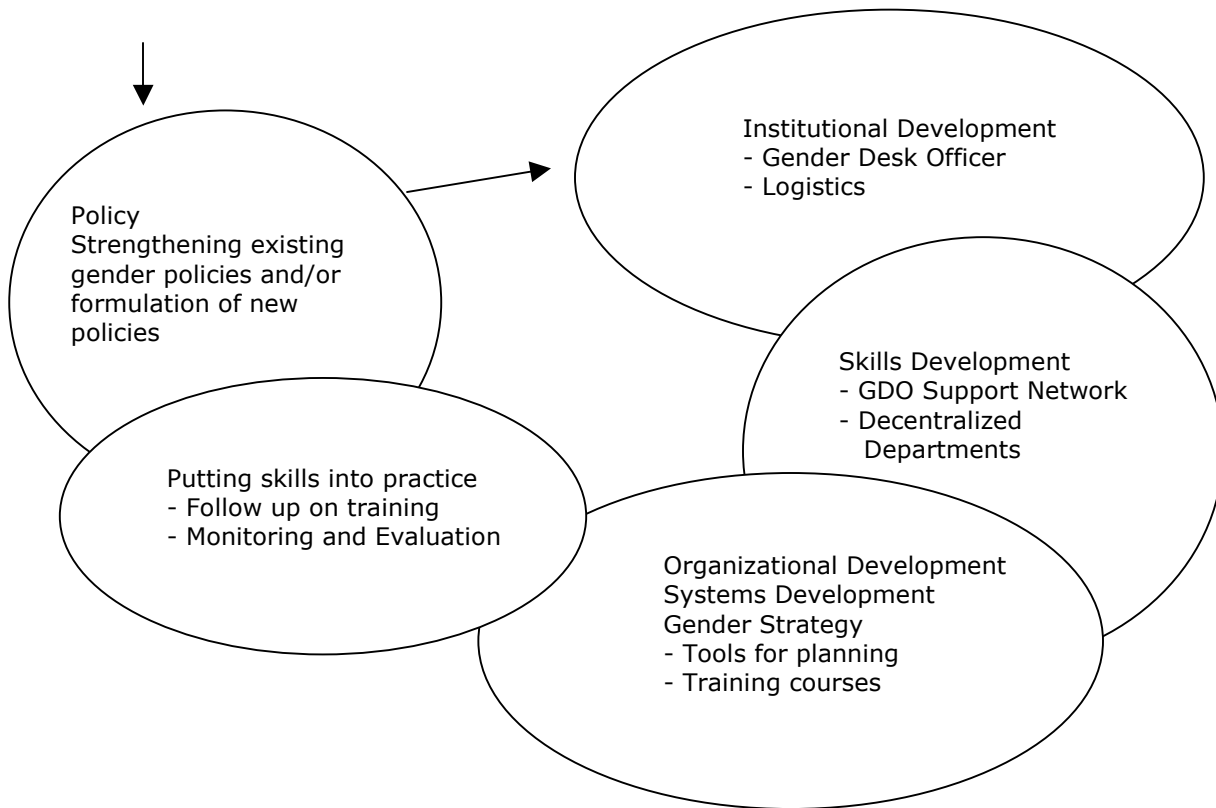 Policy
Strengthening existing
gender policies and/or
formulation of new
policies
Institutional Development
- Gender Desk Officer
- Logistics
Skills Development
- GDO Support Network
- Decentralized
Departments
Organizational Development
Systems Development
Gender Strategy
- Tools for planning
- Training courses
Putting skills into practice
- Follow up on training
- Monitoring and Evaluation